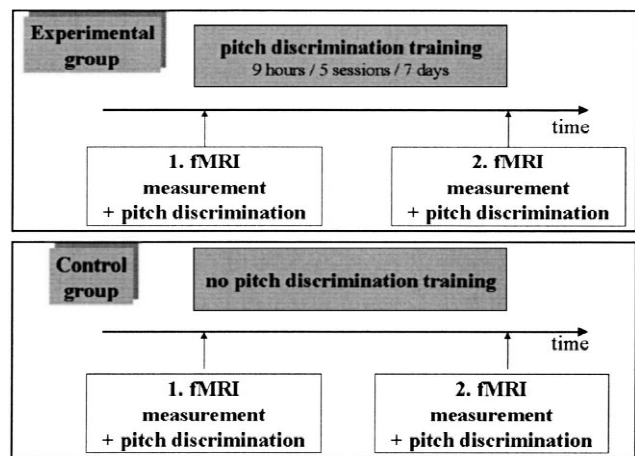 Experimental
group
pitch discrimination training
9 hours / 5 sessions / 7 days
time
1. fMRI
measurement
+ pitch discrimination
2. fMRI
measurement
+ pitch discrimination
Control
group
no pitch discrimination training
time
1. fMRI
measurement
+ pitch discrimination
2. fMRI
measurement
+ pitch discrimination